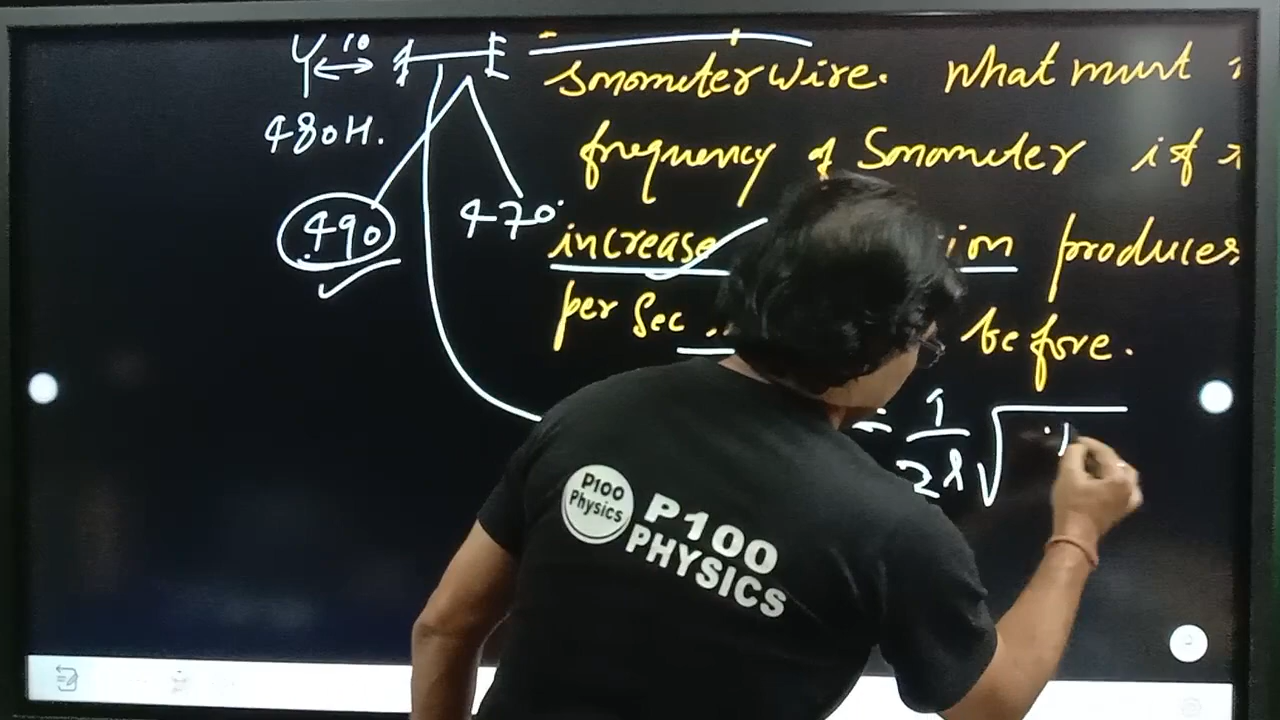 10
480H.
490
470
Sonometer wire. What must
frequency of Sonometer if
increase ion produces
per Sec before.
= 1/2l √
P100 Physics
P100
PHYSICS